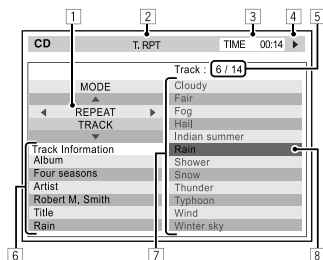 1 2 3 4
CD T. RPT TIME 00:14
5
Track : 6 / 14
MODE
REPEAT
TRACK
Track Information
Album
Four seasons
Artist
Robert M. Smith
Title
Rain
Cloudy
Fair
Fog
Hail
Indian summer
Rain
Shower
Snow
Thunder
Typhoon
Wind
Winter sky
6 7 8